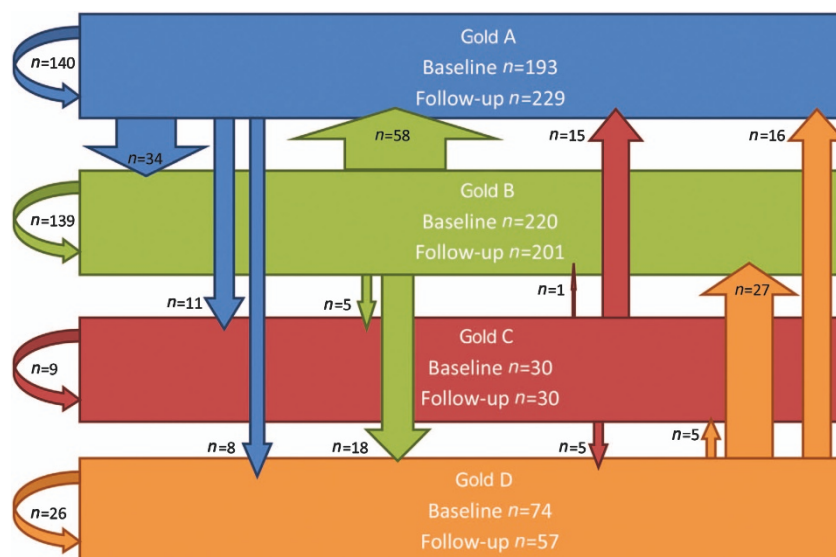 Gold A
n=140
Baseline n=193
Follow-up n=229
n=34
n=58
n=15
n=16
Gold B
n=139
Baseline n=220
Follow-up n=201
n=11
n=5
n=1
n=27
Gold C
n=9
Baseline n=30
Follow-up n=30
n=8
n=18
n=5
n=5
Gold D
n=26
Baseline n=74
Follow-up n=57